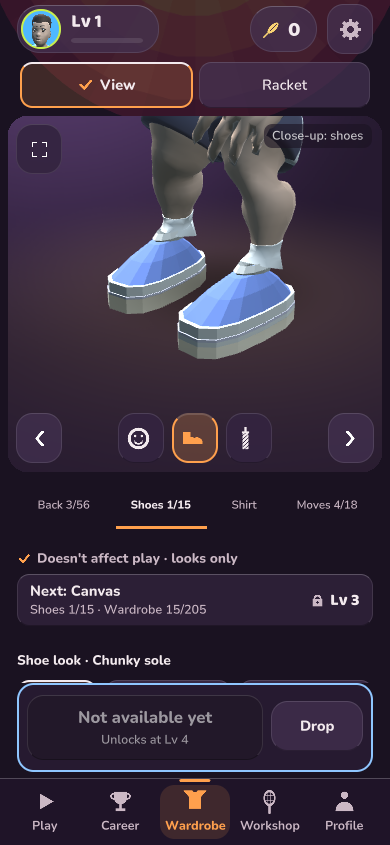 Lv 1
0
View
Racket
Close-up: shoes
Back 3/56
Shoes 1/15
Shirt
Moves 4/18
Doesn't affect play · looks only
Next: Canvas
Shoes 1/15 · Wardrobe 15/205
Lv 3
Shoe look · Chunky sole
Not available yet
Unlocks at Lv 4
Drop
Play
Career
Wardrobe
Workshop
Profile